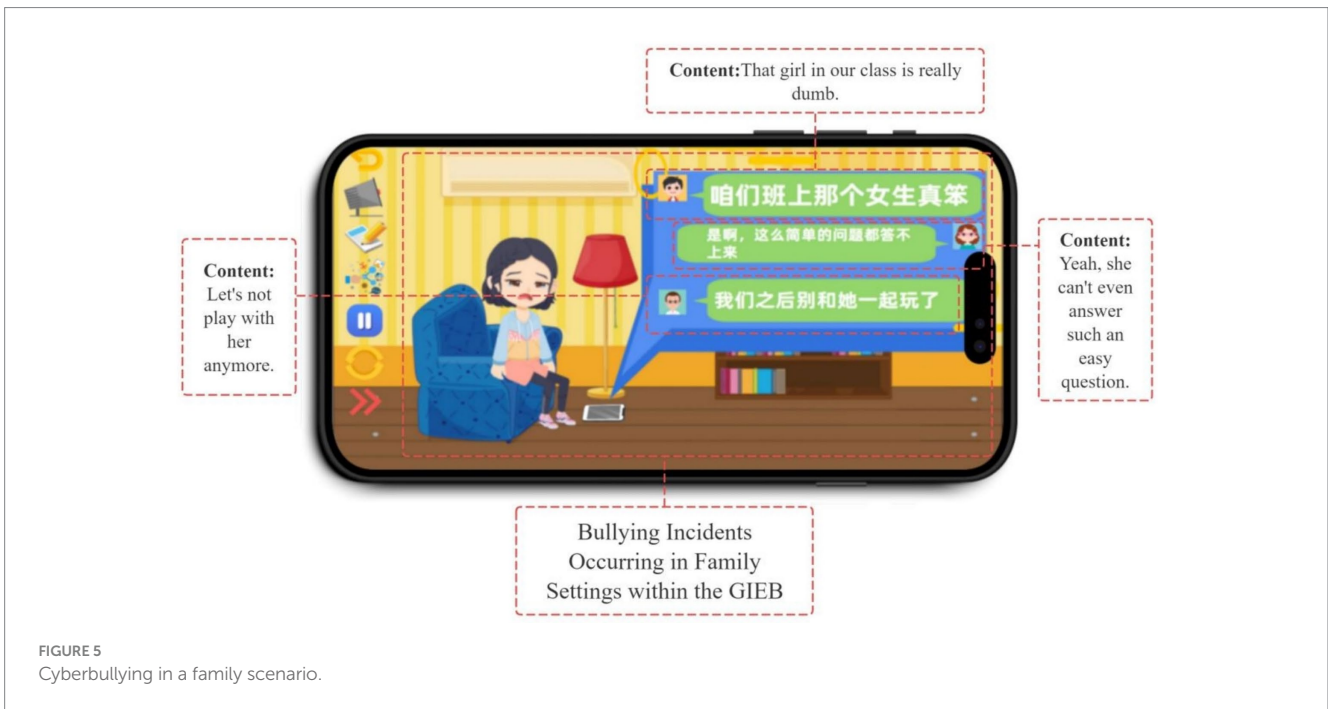 Content:That girl in our class is really
dumb.
咱们班上那个女生真笨
是啊，这么简单的问题都答不
上来
我们之后别和她一起玩了
Content:
Let's not
play with
her
anymore.
Content:
Yeah, she
can't even
answer
such an
easy
question.
Bullying Incidents
Occurring in Family
Settings within the GIEB
FIGURE 5
Cyberbullying in a family scenario.